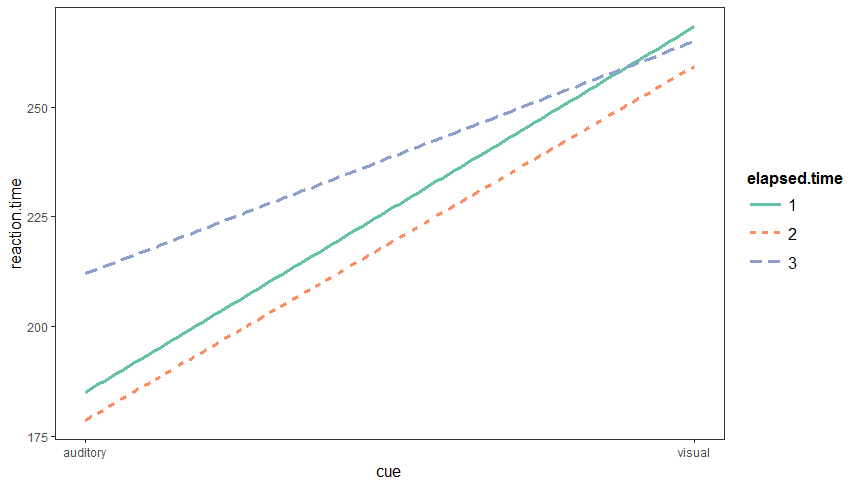 reaction.time
250
225
200
175
auditory
visual
cue
elapsed.time
1
2
3